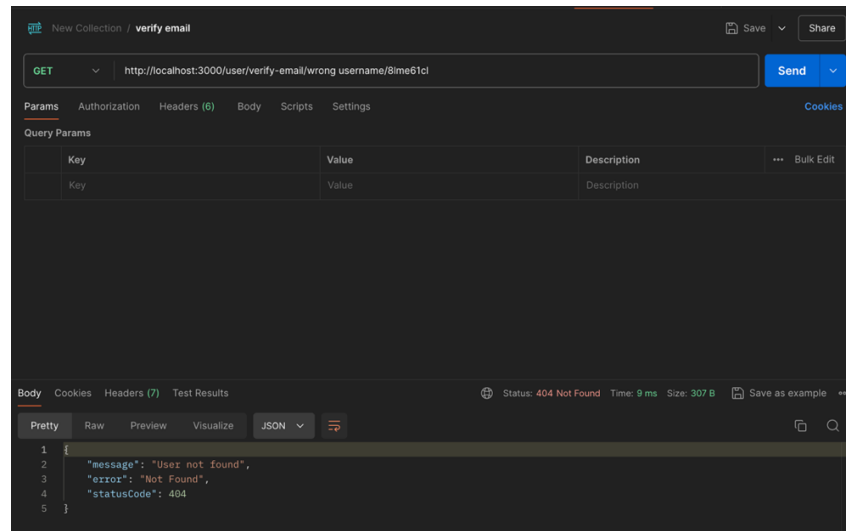 HTTP New Collection / verify email Save Share
GET http://localhost:3000/user/verify-email/wrong username/8lme61cl Send
Params Authorization Headers (6) Body Scripts Settings Cookies
Query Params
Key Value Description ••• Bulk Edit
Key Value Description
Body Cookies Headers (7) Test Results Status: 404 Not Found Time: 9 ms Size: 307 B Save as example
Pretty Raw Preview Visualize JSON
1 {
2 "message": "User not found",
3 "error": "Not Found",
4 "statusCode": 404
5 }